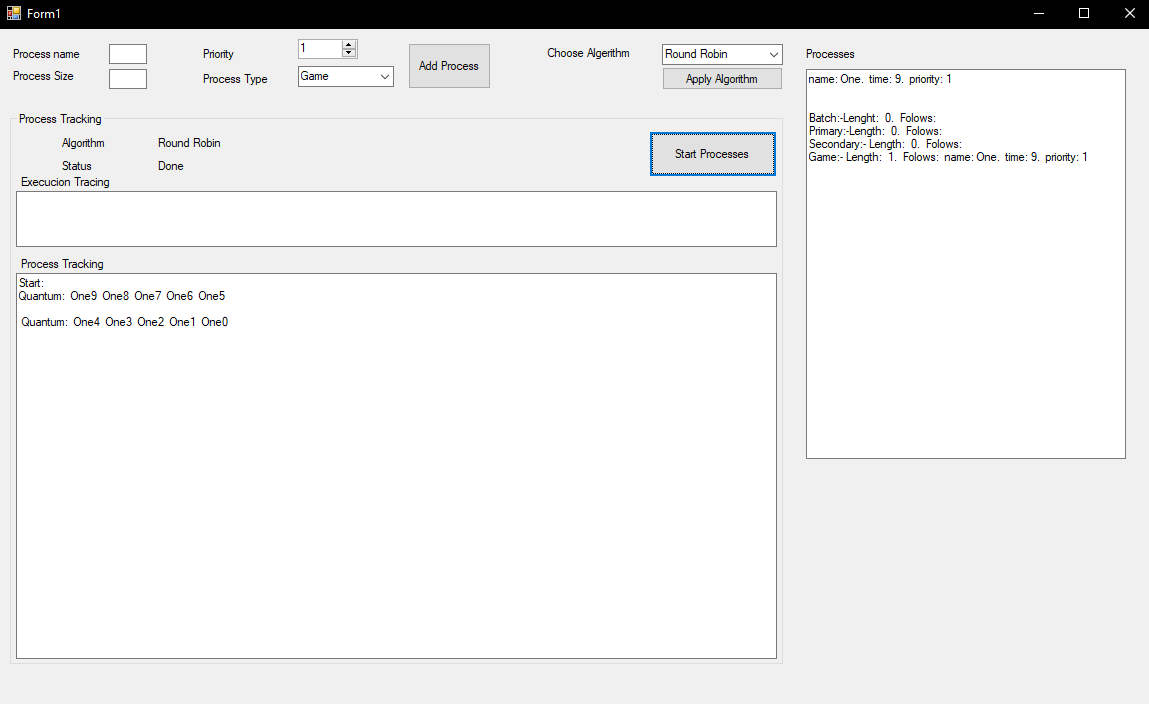 Form1
Process name
Priority
1
Add Process
Choose Algerithm
Round Robin
Processes
Process Size
Process Type
Game
Apply Algorithm
name: One. time: 9. priority: 1
Batch:-Lenght: 0. Folows:
Primary:-Length: 0. Folows:
Secondary:- Length: 0. Folows:
Game:- Length: 1. Folows: name: One. time: 9. priority: 1
Process Tracking
Algorithm
Round Robin
Start Processes
Status
Done
Execucion Tracing
Process Tracking
Start:
Quantum: One9 One8 One7 One6 One5
Quantum: One4 One3 One2 One1 One0